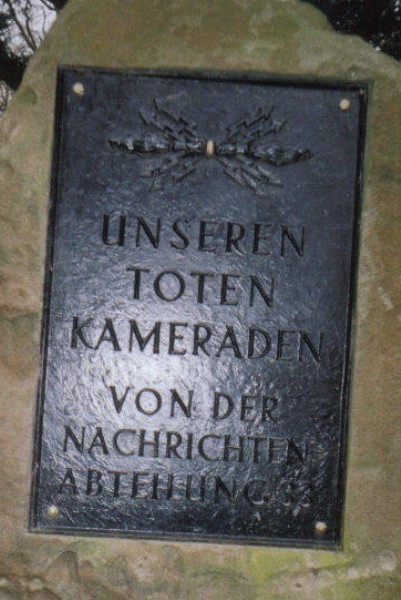 UNSEREN
TOTEN
KAMERADEN
VON DER
NACHRICHTEN-
ABTEILUNG 33